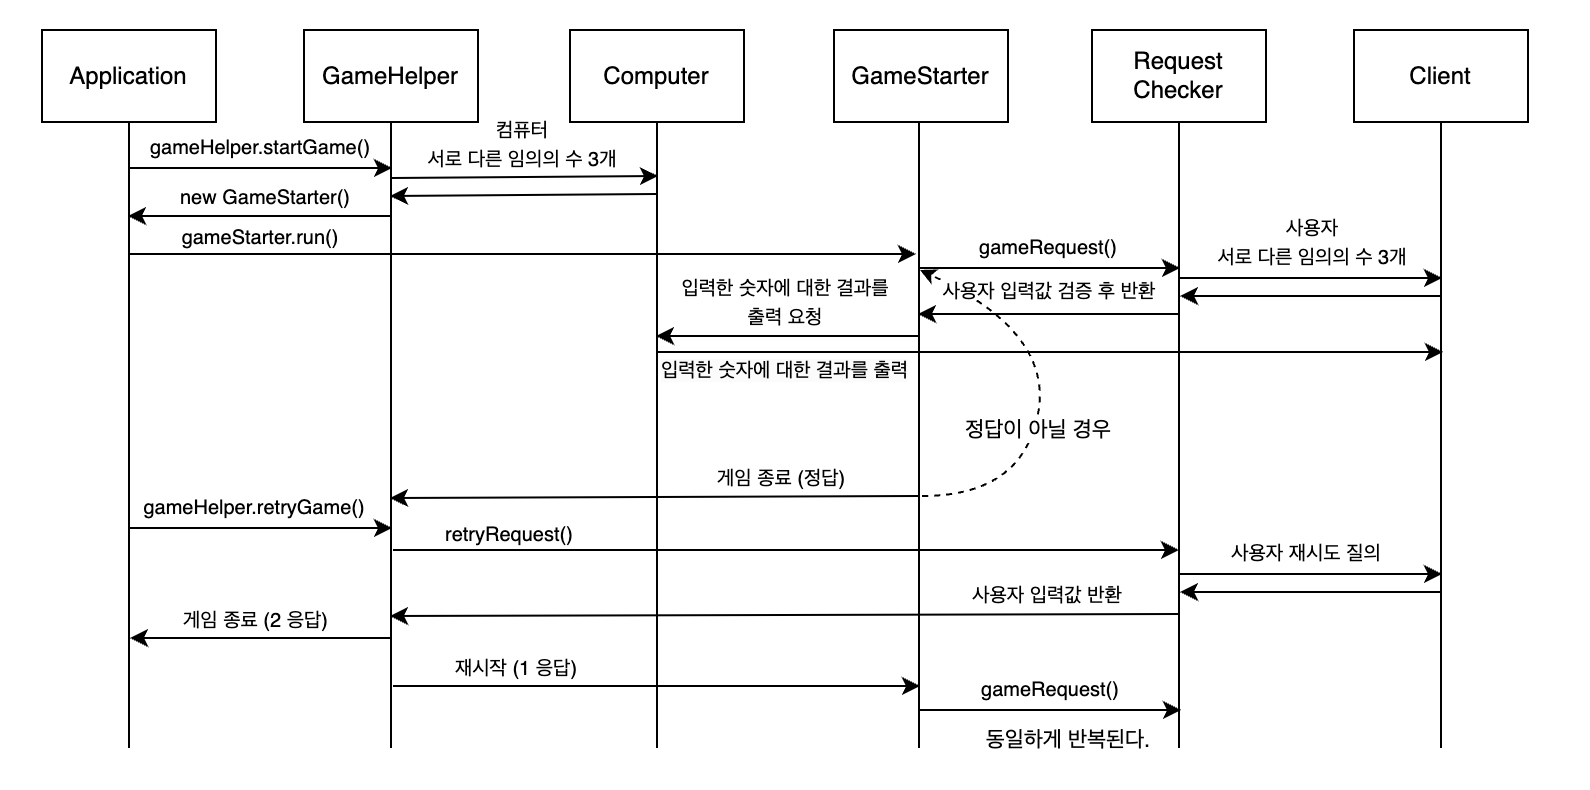 Application
GameHelper
Computer
GameStarter
Request
Checker
Client
컴퓨터
서로 다른 임의의 수 3개
gameHelper.startGame()
new GameStarter()
gameStarter.run()
gameRequest()
사용자
서로 다른 임의의 수 3개
입력한 숫자에 대한 결과를
출력 요청
사용자 입력값 검증 후 반환
입력한 숫자에 대한 결과를 출력
정답이 아닐 경우
게임 종료 (정답)
gameHelper.retryGame()
retryRequest()
사용자 재시도 질의
사용자 입력값 반환
게임 종료 (2 응답)
재시작 (1 응답)
gameRequest()
동일하게 반복된다.